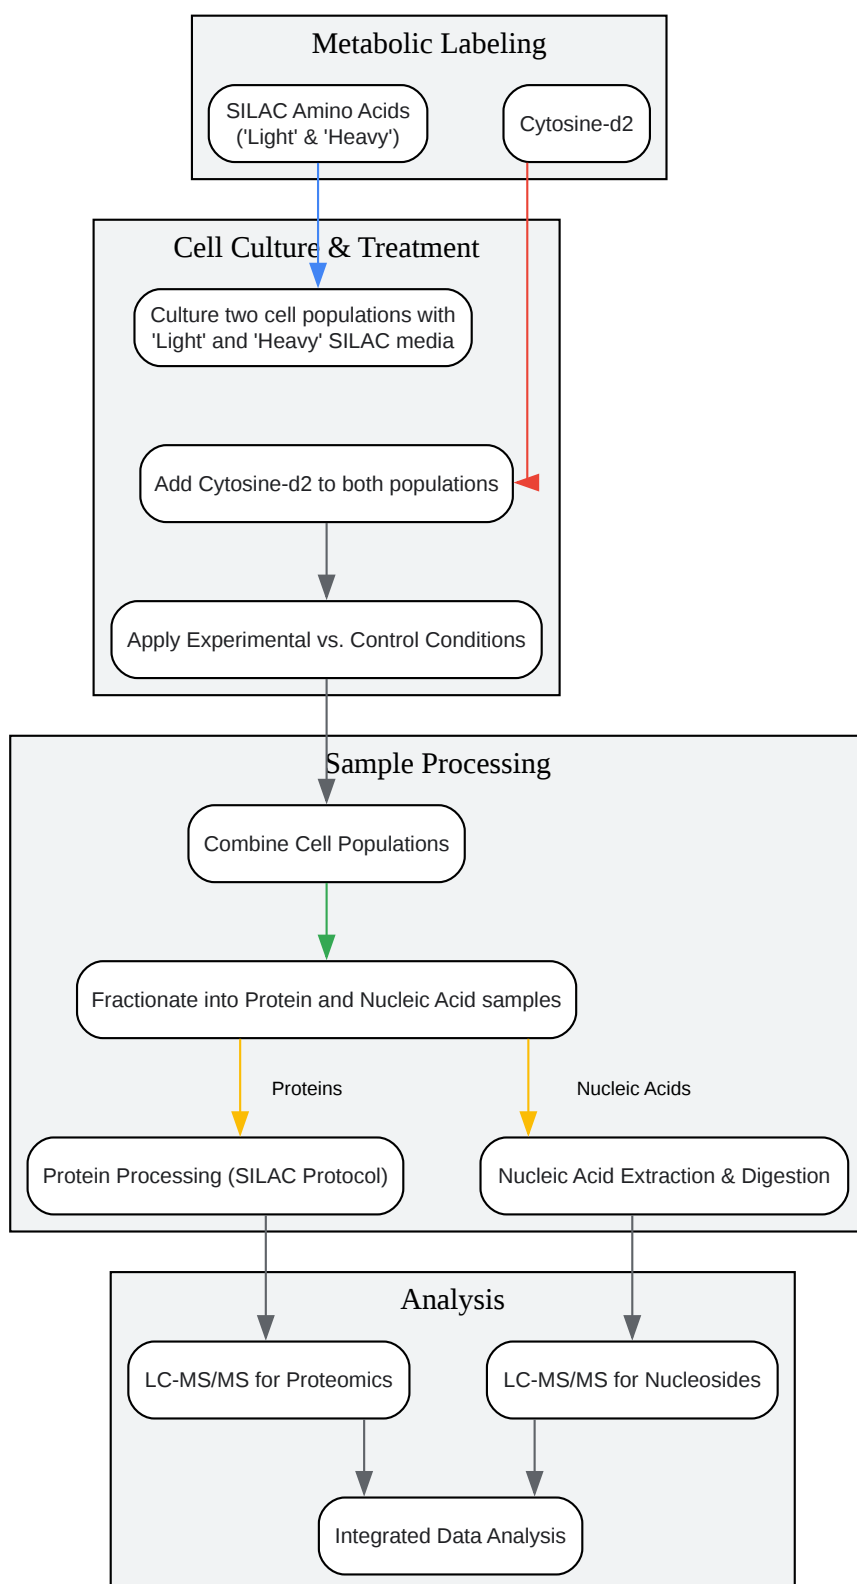 Metabolic Labeling
SILAC Amino Acids
('Light' & 'Heavy')
Cytosine-d2
Cell Culture & Treatment
Culture two cell populations with
'Light' and 'Heavy' SILAC media
Add Cytosine-d2 to both populations
Apply Experimental vs. Control Conditions
Sample Processing
Combine Cell Populations
Fractionate into Protein and Nucleic Acid samples
Proteins
Nucleic Acids
Protein Processing (SILAC Protocol)
Nucleic Acid Extraction & Digestion
Analysis
LC-MS/MS for Proteomics
LC-MS/MS for Nucleosides
Integrated Data Analysis